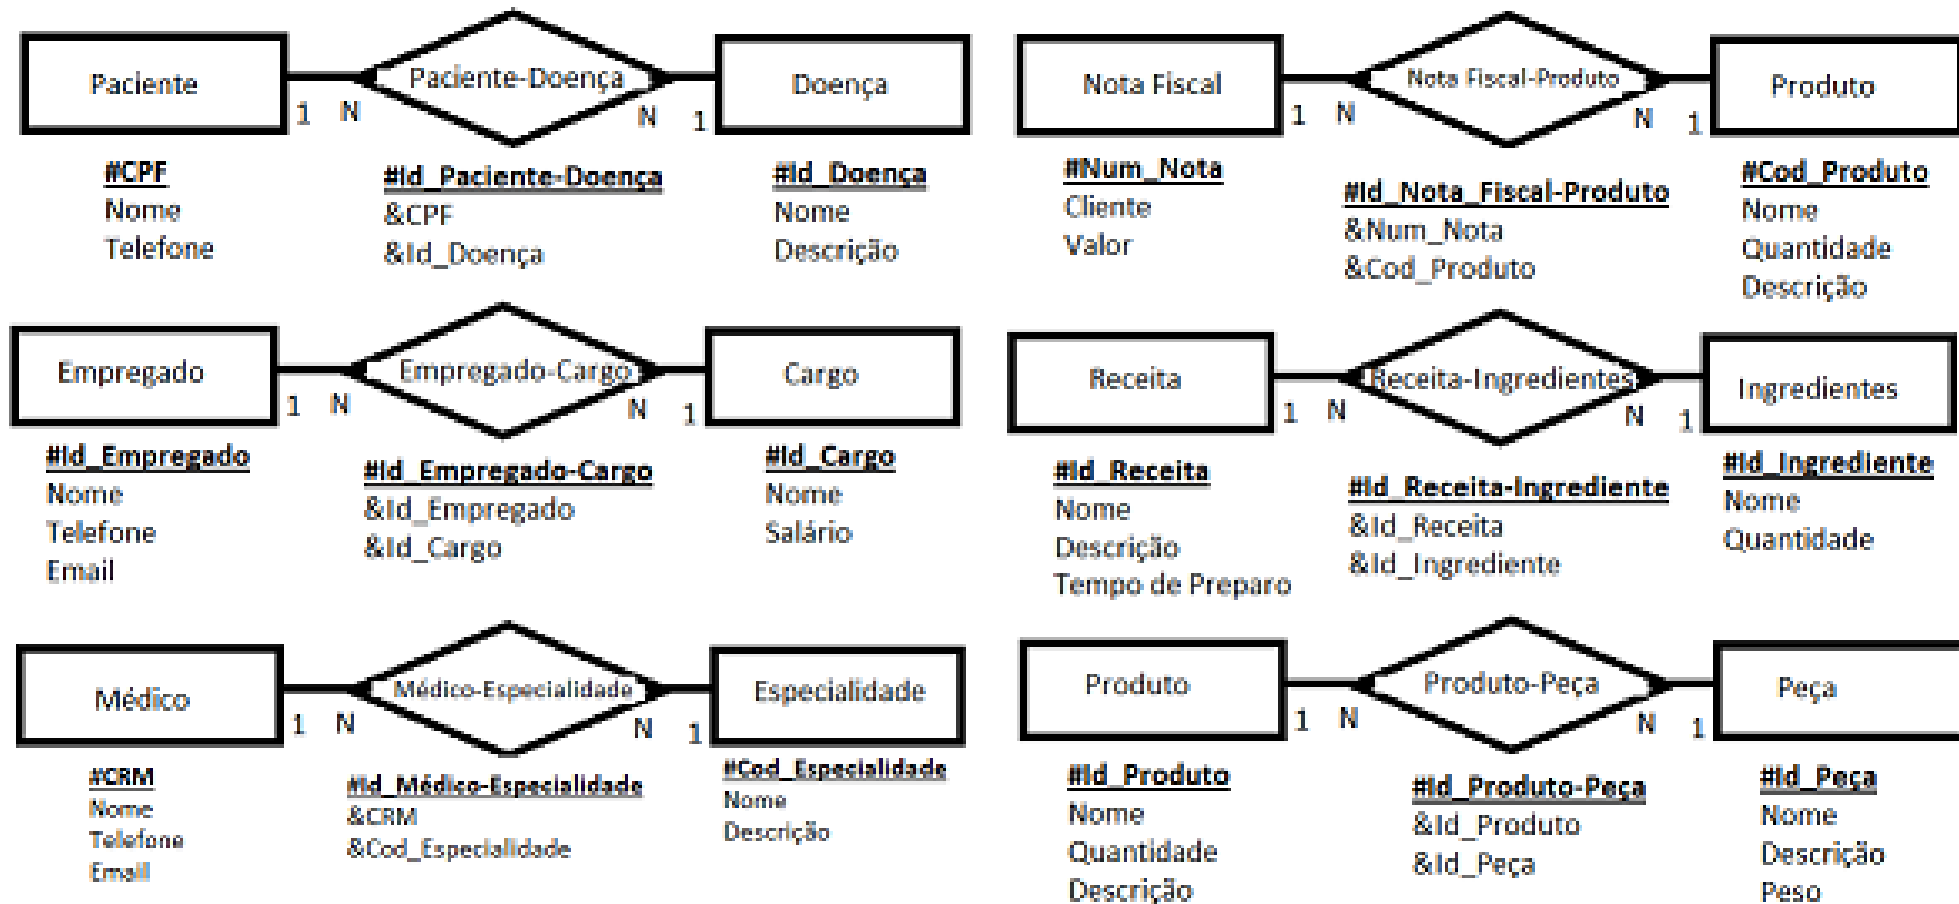 Paciente
1
N
Paciente-Doença
N
1
Doença
#CPF
Nome
Telefone
#Id_Paciente-Doença
&CPF
&Id_Doença
#Id_Doença
Nome
Descrição
Nota Fiscal
1
N
Nota Fiscal-Produto
N
1
Produto
#Num_Nota
Cliente
Valor
#Id_Nota_Fiscal-Produto
&Num_Nota
&Cod_Produto
#Cod_Produto
Nome
Quantidade
Descrição
Empregado
1
N
Empregado-Cargo
N
1
Cargo
#Id_Empregado
Nome
Telefone
Email
#Id_Empregado-Cargo
&Id_Empregado
&Id_Cargo
#Id_Cargo
Nome
Salário
Receita
1
N
Receita-Ingredientes
N
1
Ingredientes
#Id_Receita
Nome
Descrição
Tempo de Preparo
#Id_Receita-Ingrediente
&Id_Receita
&Id_Ingrediente
#Id_Ingrediente
Nome
Quantidade
Médico
1
N
Médico-Especialidade
N
1
Especialidade
#CRM
Nome
Telefone
Email
#Id_Médico-Especialidade
&CRM
&Cod_Especialidade
#Cod_Especialidade
Nome
Descrição
Produto
1
N
Produto-Peça
N
1
Peça
#Id_Produto
Nome
Quantidade
Descrição
#Id_Produto-Peça
&Id_Produto
&Id_Peça
#Id_Peça
Nome
Descrição
Peso